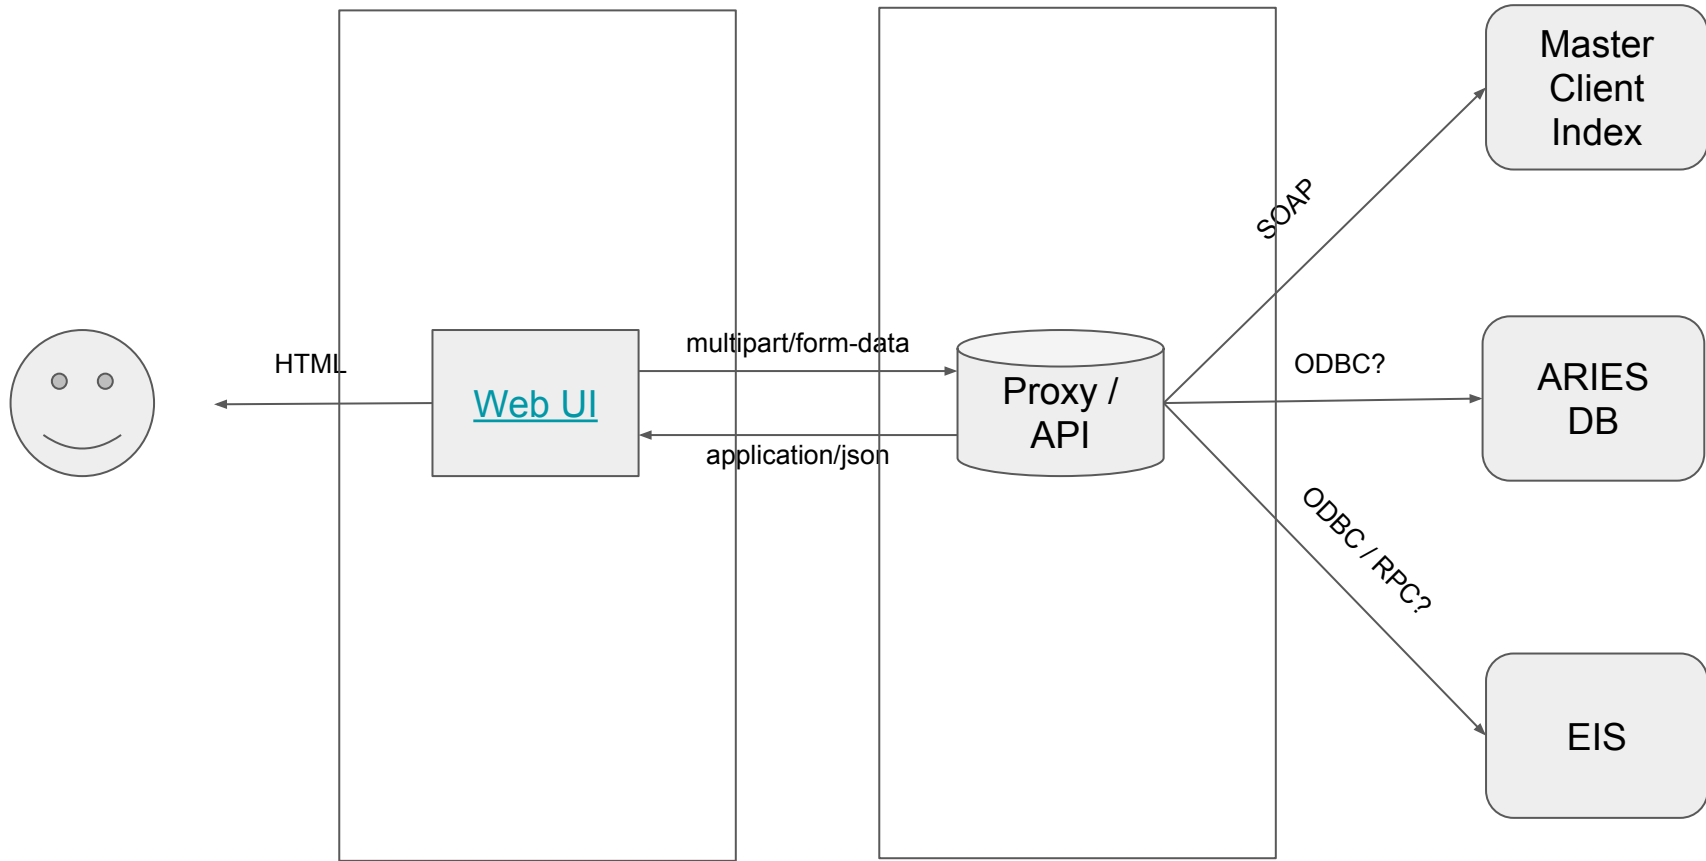 HTML
Web UI
multipart/form-data
application/json
Proxy /
API
SOAP
ODBC?
ODBC / RPC?
Master
Client
Index
ARIES
DB
EIS